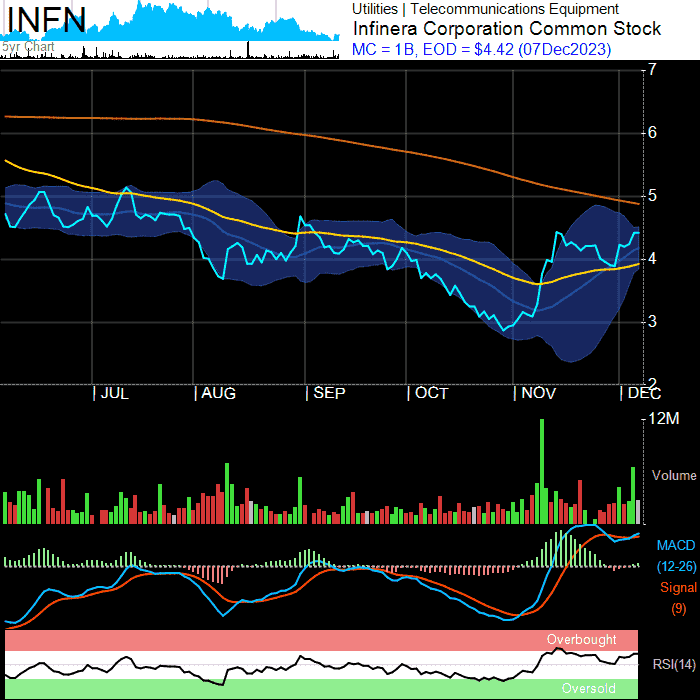 INFN
5yr Chart
Utilities | Telecommunications Equipment
Infinera Corporation Common Stock
MC = 1B, EOD = $4.42 (07Dec2023)
7
6
5
4
3
2
JUL
AUG
SEP
OCT
NOV
DEC
12M
Volume
MACD
(12-26)
Signal
(9)
Overbought
RSI(14)
Oversold